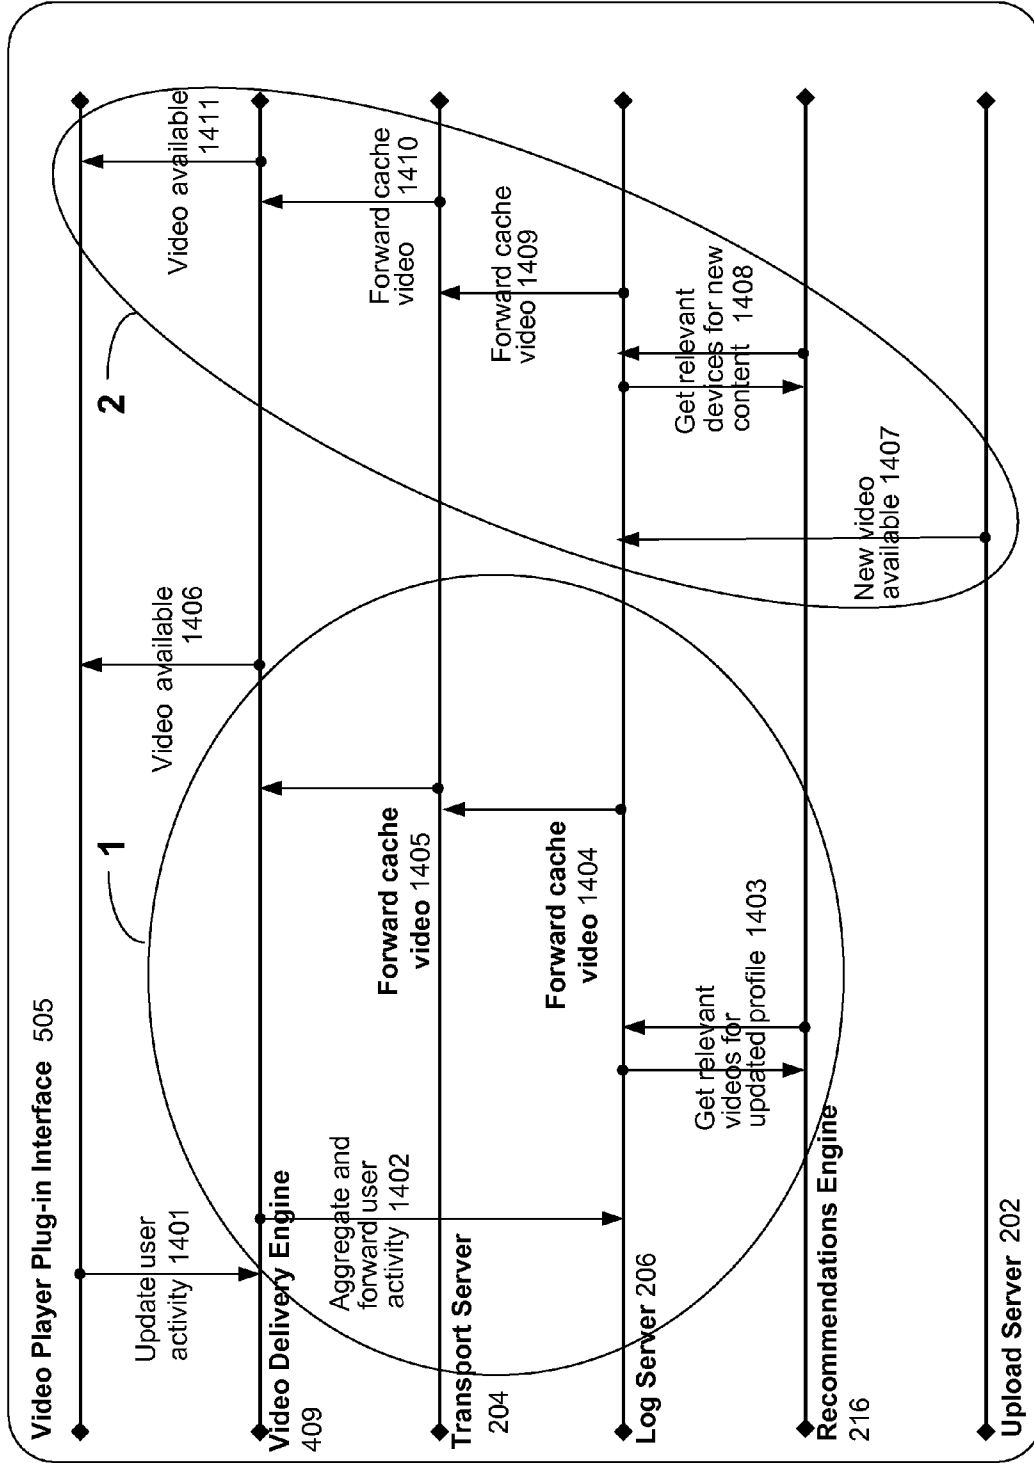 Video Player Plug-in Interface 505
Update user
activity 1401
1
Video available
1406
2
Video available
1411
Video Delivery Engine
409
Aggregate and
forward user
activity 1402
Forward cache
video 1405
Forward cache
video
1410
Transport Server
204
Forward cache
video 1404
Forward cache
video 1409
Log Server 206
Get relevant
videos for
updated profile 1403
Get relevant
devices for new
content 1408
Recommendations Engine
216
New video
available 1407
Upload Server 202